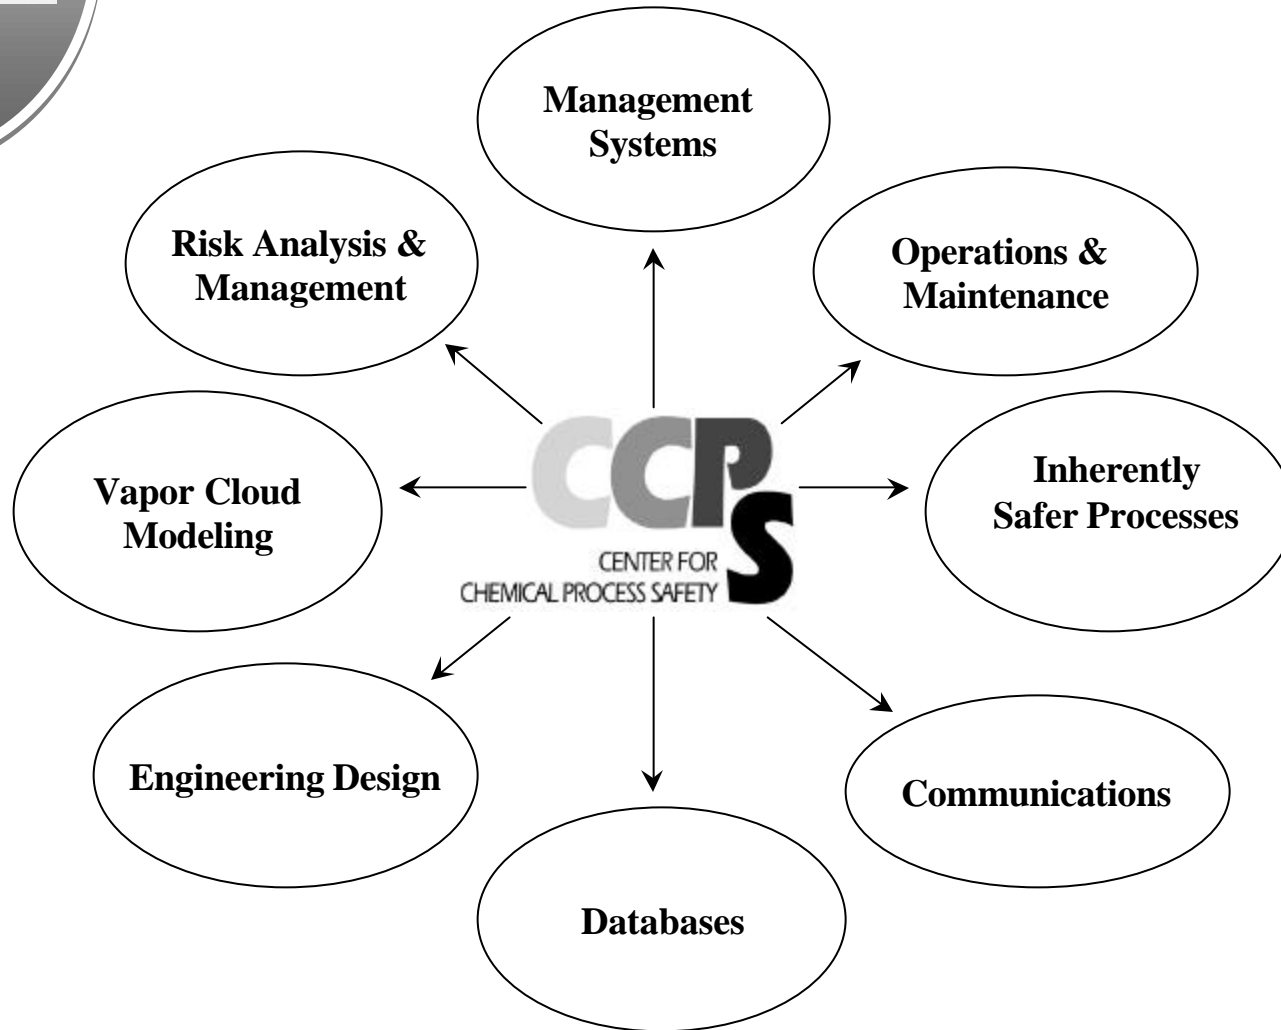 Management
Systems
Risk Analysis &
Management
Operations &
Maintenance
Vapor Cloud
Modeling
CCPS
CENTER FOR
CHEMICAL PROCESS SAFETY
Inherently
Safer Processes
Engineering Design
Communications
Databases